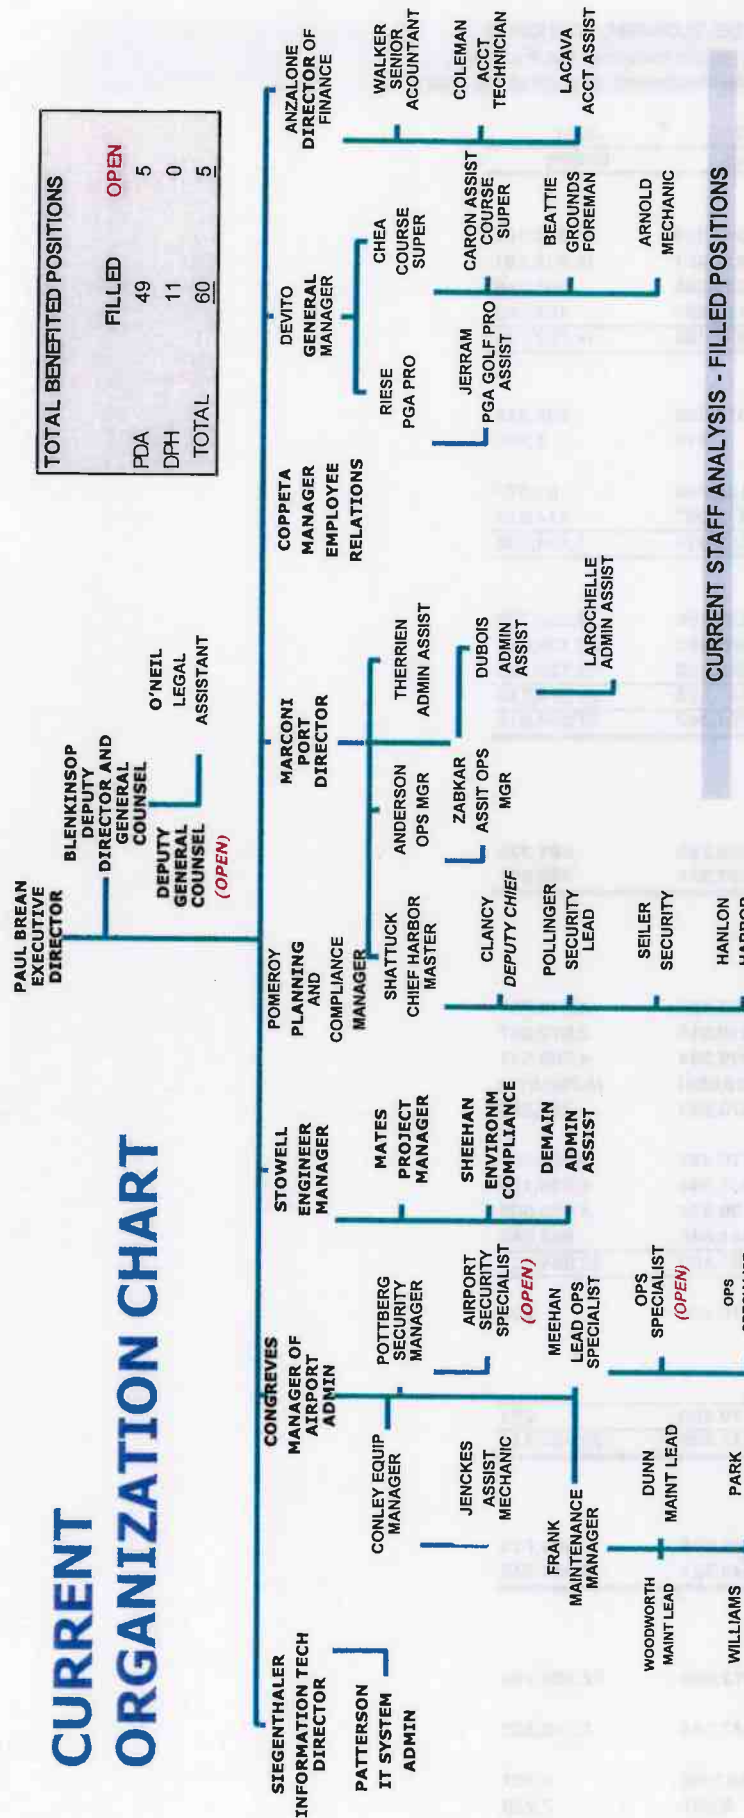 CURRENT
ORGANIZATION CHART
PAUL BREAN
EXECUTIVE
DIRECTOR
BLENKINSOP
DEPUTY
DIRECTOR AND
GENERAL
COUNSEL
DEPUTY
GENERAL
COUNSEL
(OPEN)
O'NEIL
LEGAL
ASSISTANT
TOTAL BENEFITED POSITIONS
FILLED OPEN
PDA 49 5
DPH 11 0
TOTAL 60 5
SIEGENTHALER
INFORMATION TECH
DIRECTOR
PATTERSON
IT SYSTEM
ADMIN
CONGREVES
MANAGER OF
AIRPORT
ADMIN
CONLEY EQUIP
MANAGER
JENCKES
ASSIST
MECHANIC
POTTBERG
SECURITY
MANAGER
AIRPORT
SECURITY
SPECIALIST
(OPEN)
FRANK
MAINTENANCE
MANAGER
WOODWORTH
MAINT LEAD
DUNN
MAINT LEAD
WILLIAMS
PARK
MEEHAN
LEAD OPS
SPECIALIST
OPS
SPECIALIST
(OPEN)
OPS
STOWELL
ENGINEER
MANAGER
MATES
PROJECT
MANAGER
SHEEHAN
ENVIRONM
COMPLIANCE
DEMAIN
ADMIN
ASSIST
POMEROY
PLANNING
AND
COMPLIANCE
MANAGER
MARCONI
PORT
DIRECTOR
SHATTUCK
CHIEF HARBOR
MASTER
CLANCY
DEPUTY CHIEF
POLLINGER
SECURITY
LEAD
SEILER
SECURITY
HANLON
ANDERSON
OPS MGR
ZABKAR
ASSIT OPS
MGR
THERRIEN
ADMIN ASSIST
DUBOIS
ADMIN
ASSIST
LAROCHELLE
ADMIN ASSIST
COPPETA
MANAGER
EMPLOYEE
RELATIONS
DEVITO
GENERAL
MANAGER
RIESE
PGA PRO
JERRAM
PGA GOLF PRO
ASSIST
CHEA
COURSE
SUPER
CARON ASSIST
COURSE
SUPER
BEATTIE
GROUNDS
FOREMAN
ARNOLD
MECHANIC
ANZALONE
DIRECTOR OF
FINANCE
WALKER
SENIOR
ACOUNTANT
COLEMAN
ACCT
TECHNICIAN
LACAVA
ACCT ASSIST
CURRENT STAFF ANALYSIS - FILLED POSITIONS